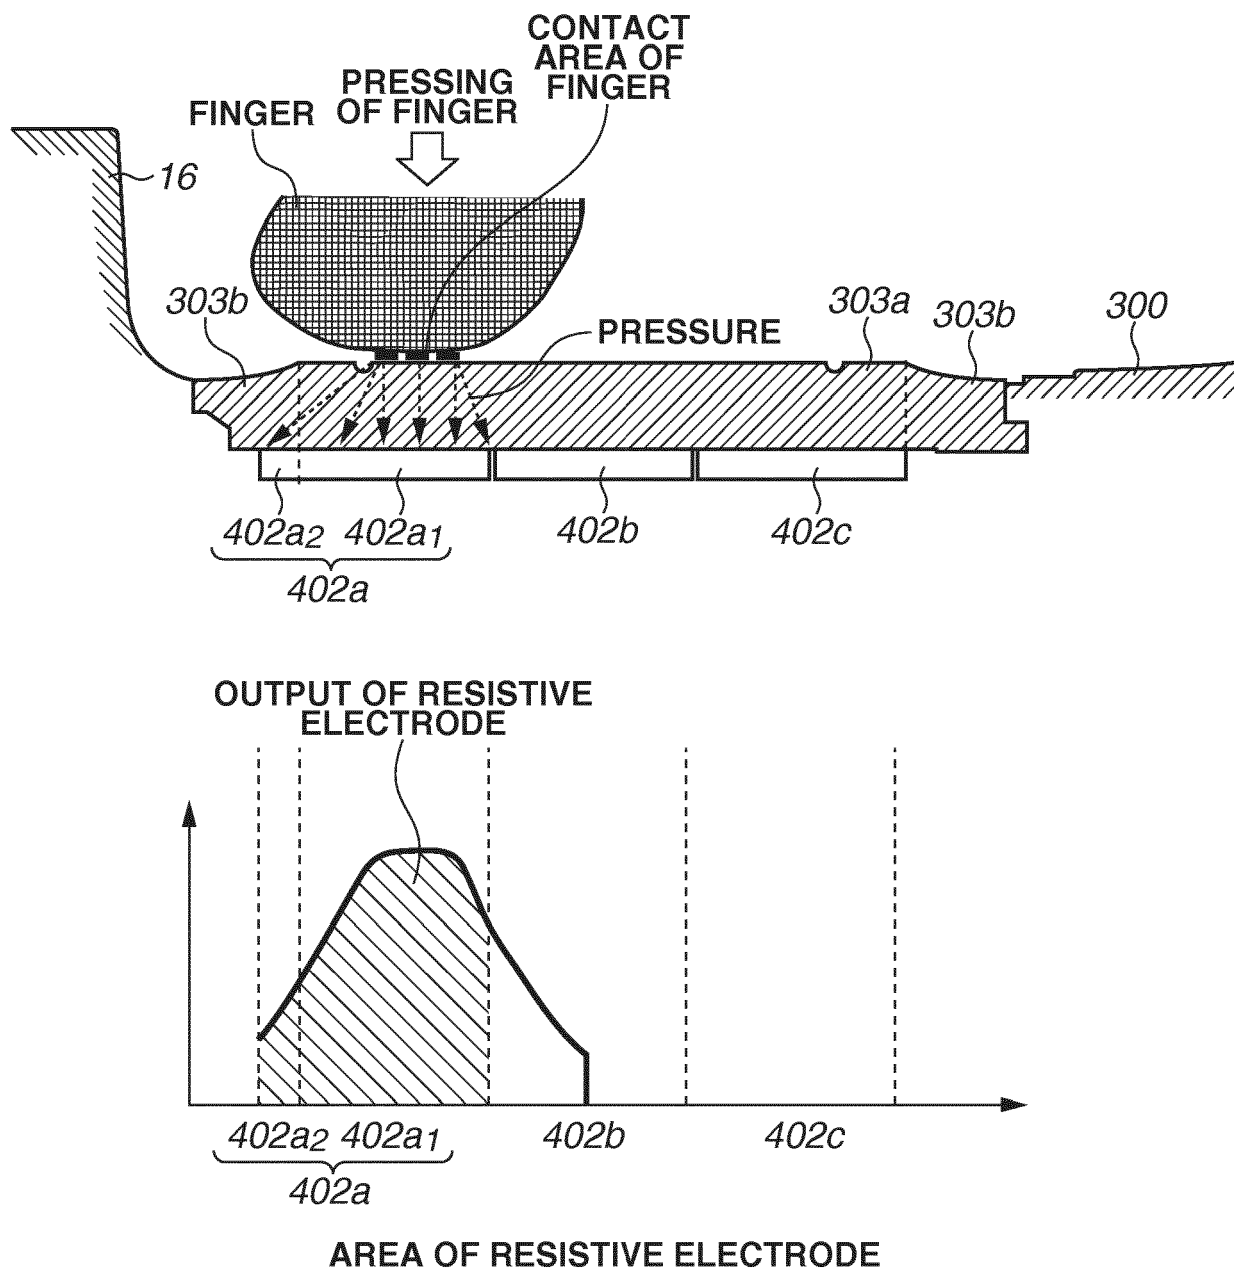 CONTACT
AREA OF
FINGER
PRESSING
OF FINGER
FINGER
16
303b
303a
303b
300
PRESSURE
402a2
402a1
402b
402c
402a
OUTPUT OF RESISTIVE
ELECTRODE
402a2
402a1
402b
402c
402a
AREA OF RESISTIVE ELECTRODE